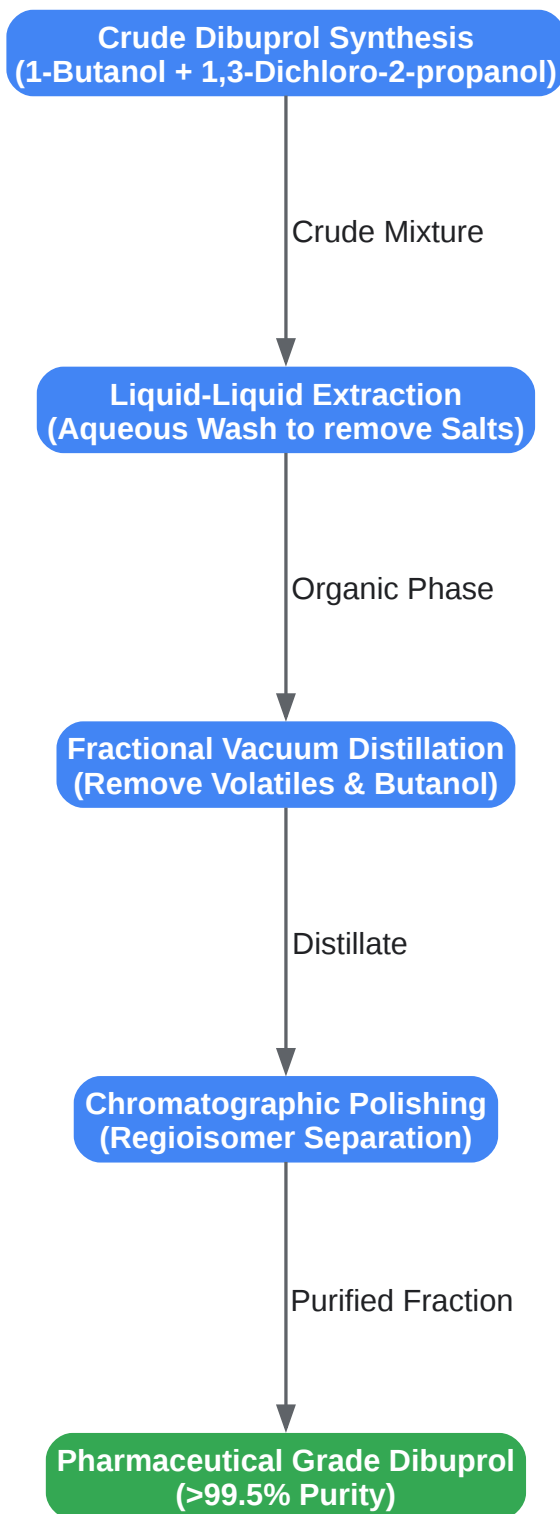 Crude Dibuprol Synthesis
(1-Butanol + 1,3-Dichloro-2-propanol)
Crude Mixture
Liquid-Liquid Extraction
(Aqueous Wash to remove Salts)
Organic Phase
Fractional Vacuum Distillation
(Remove Volatiles & Butanol)
Distillate
Chromatographic Polishing
(Regioisomer Separation)
Purified Fraction
Pharmaceutical Grade Dibuprol
(>99.5% Purity)